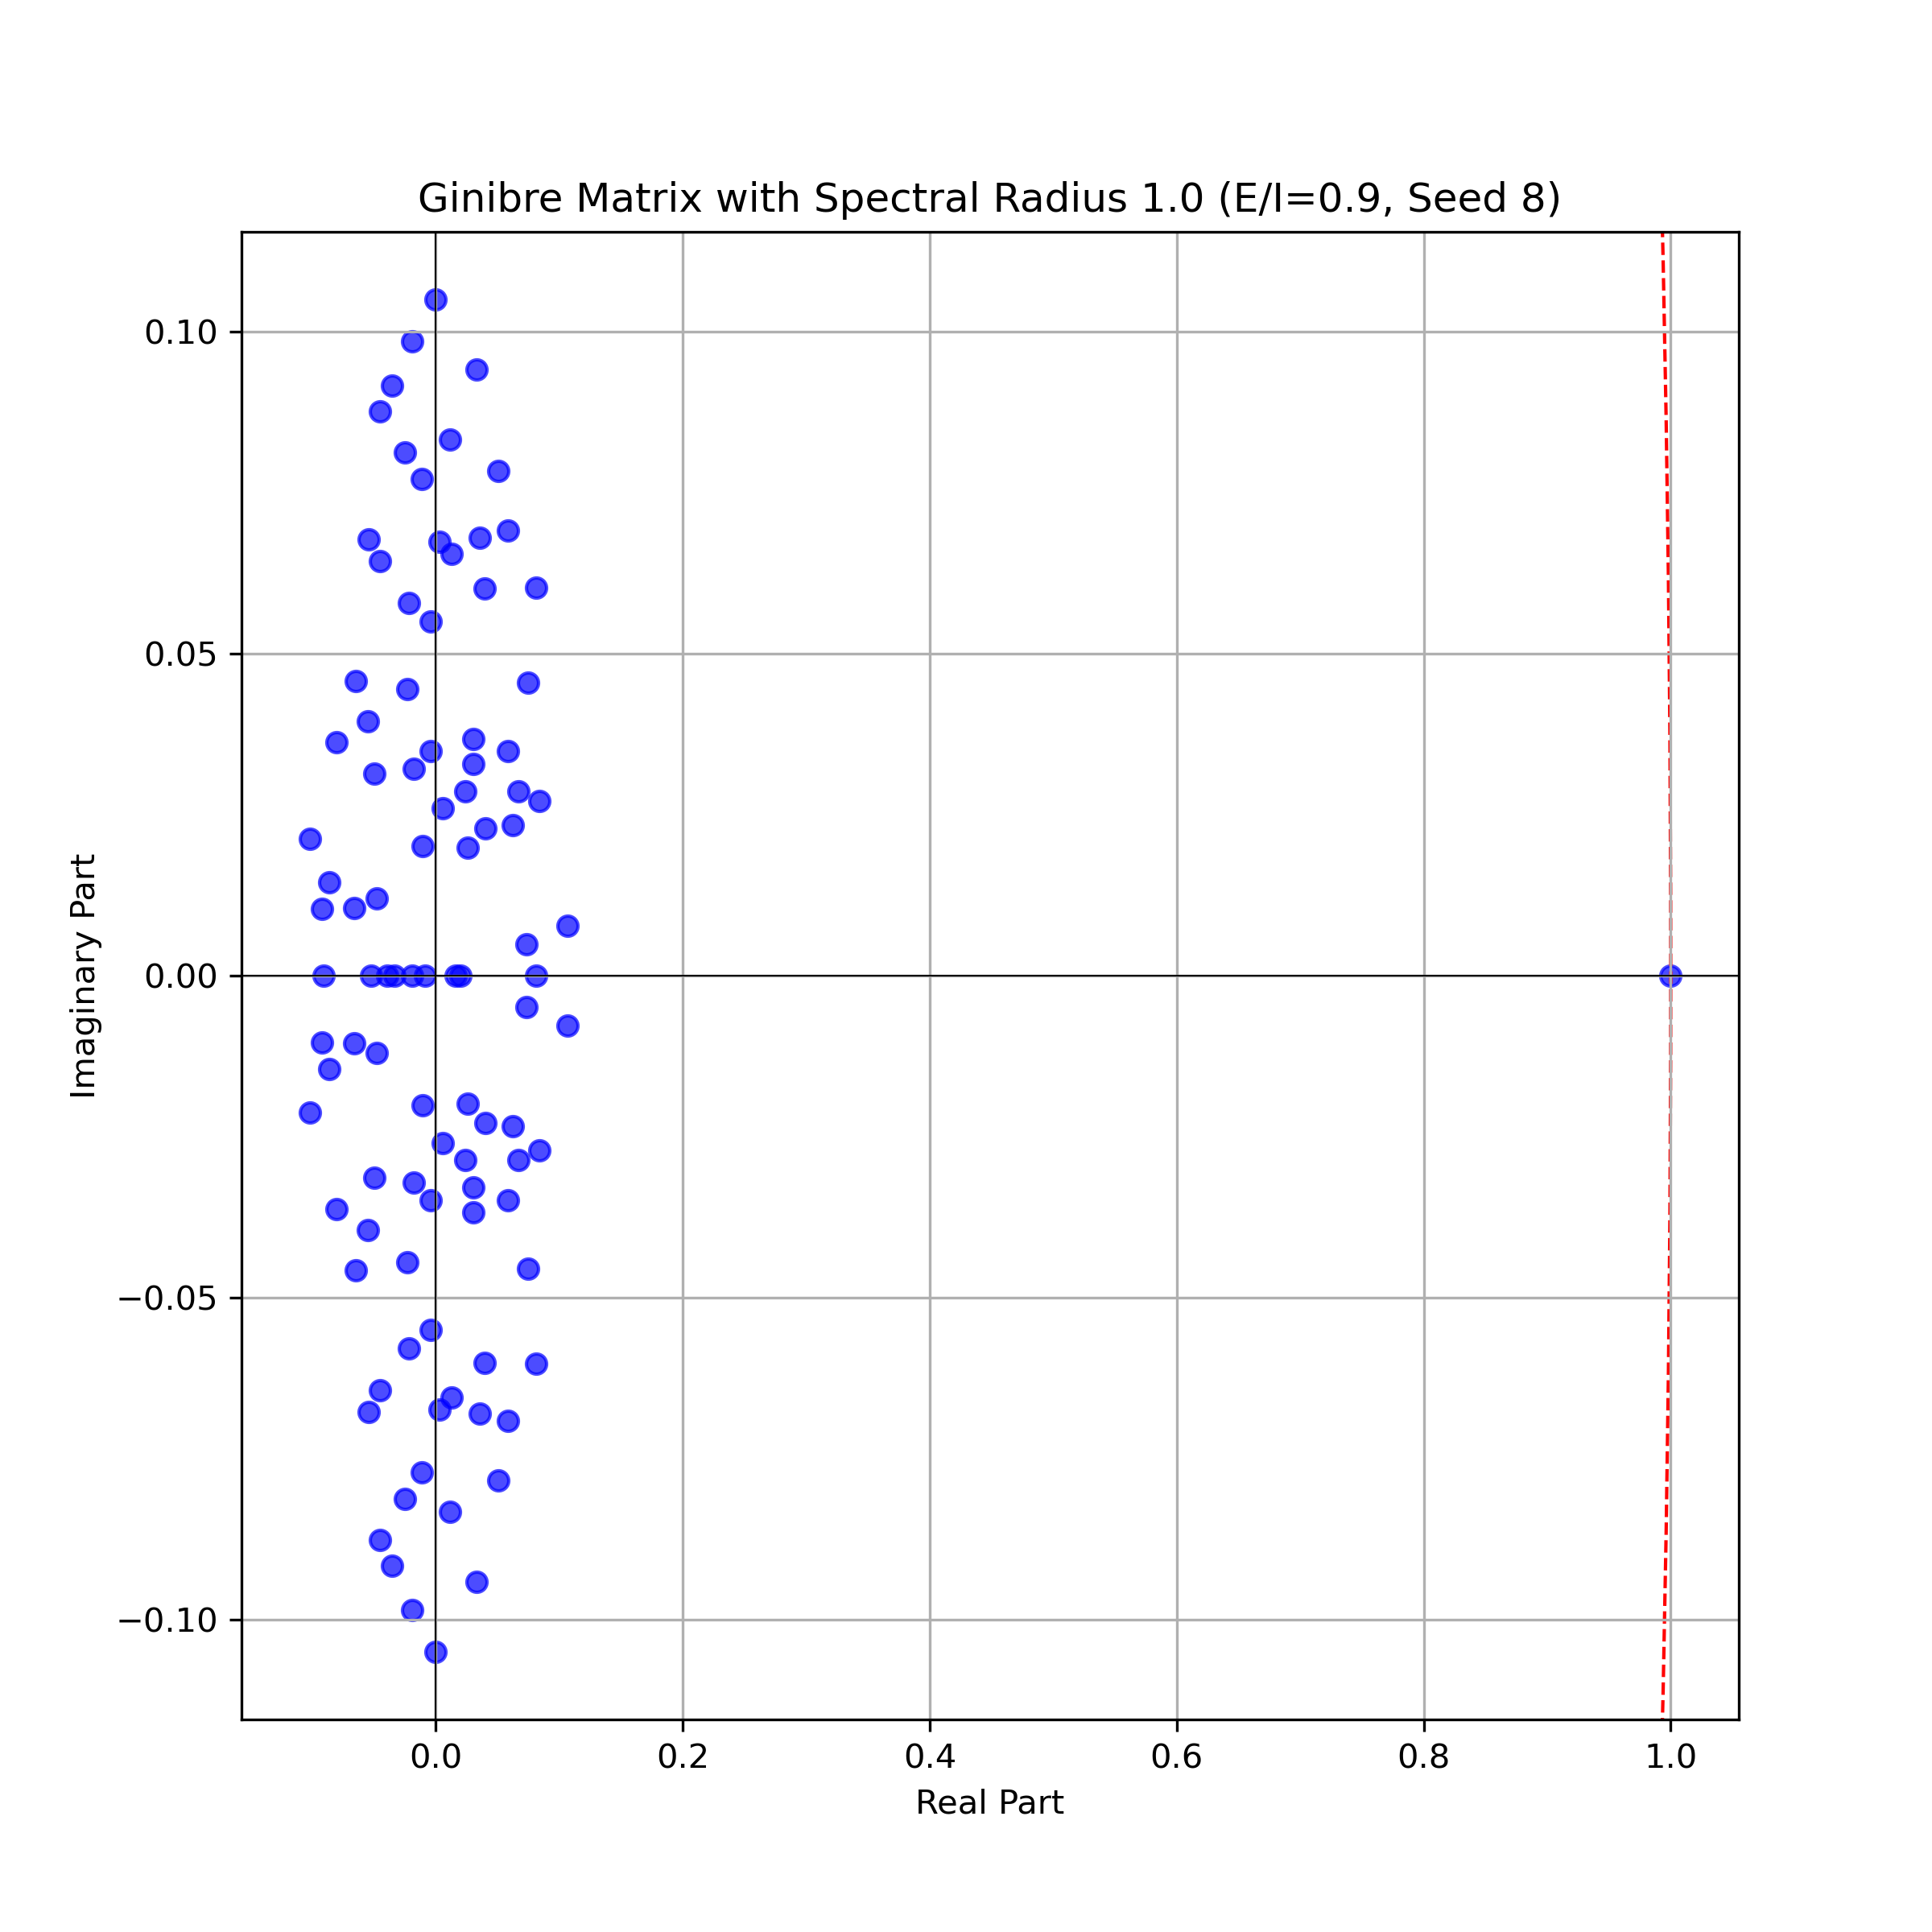 Ginibre Matrix with Spectral Radius 1.0 (E/I=0.9, Seed 8)
0.10
0.05
0.00
−0.05
−0.10
Imaginary Part
0.0 0.2 0.4 0.6 0.8 1.0
Real Part